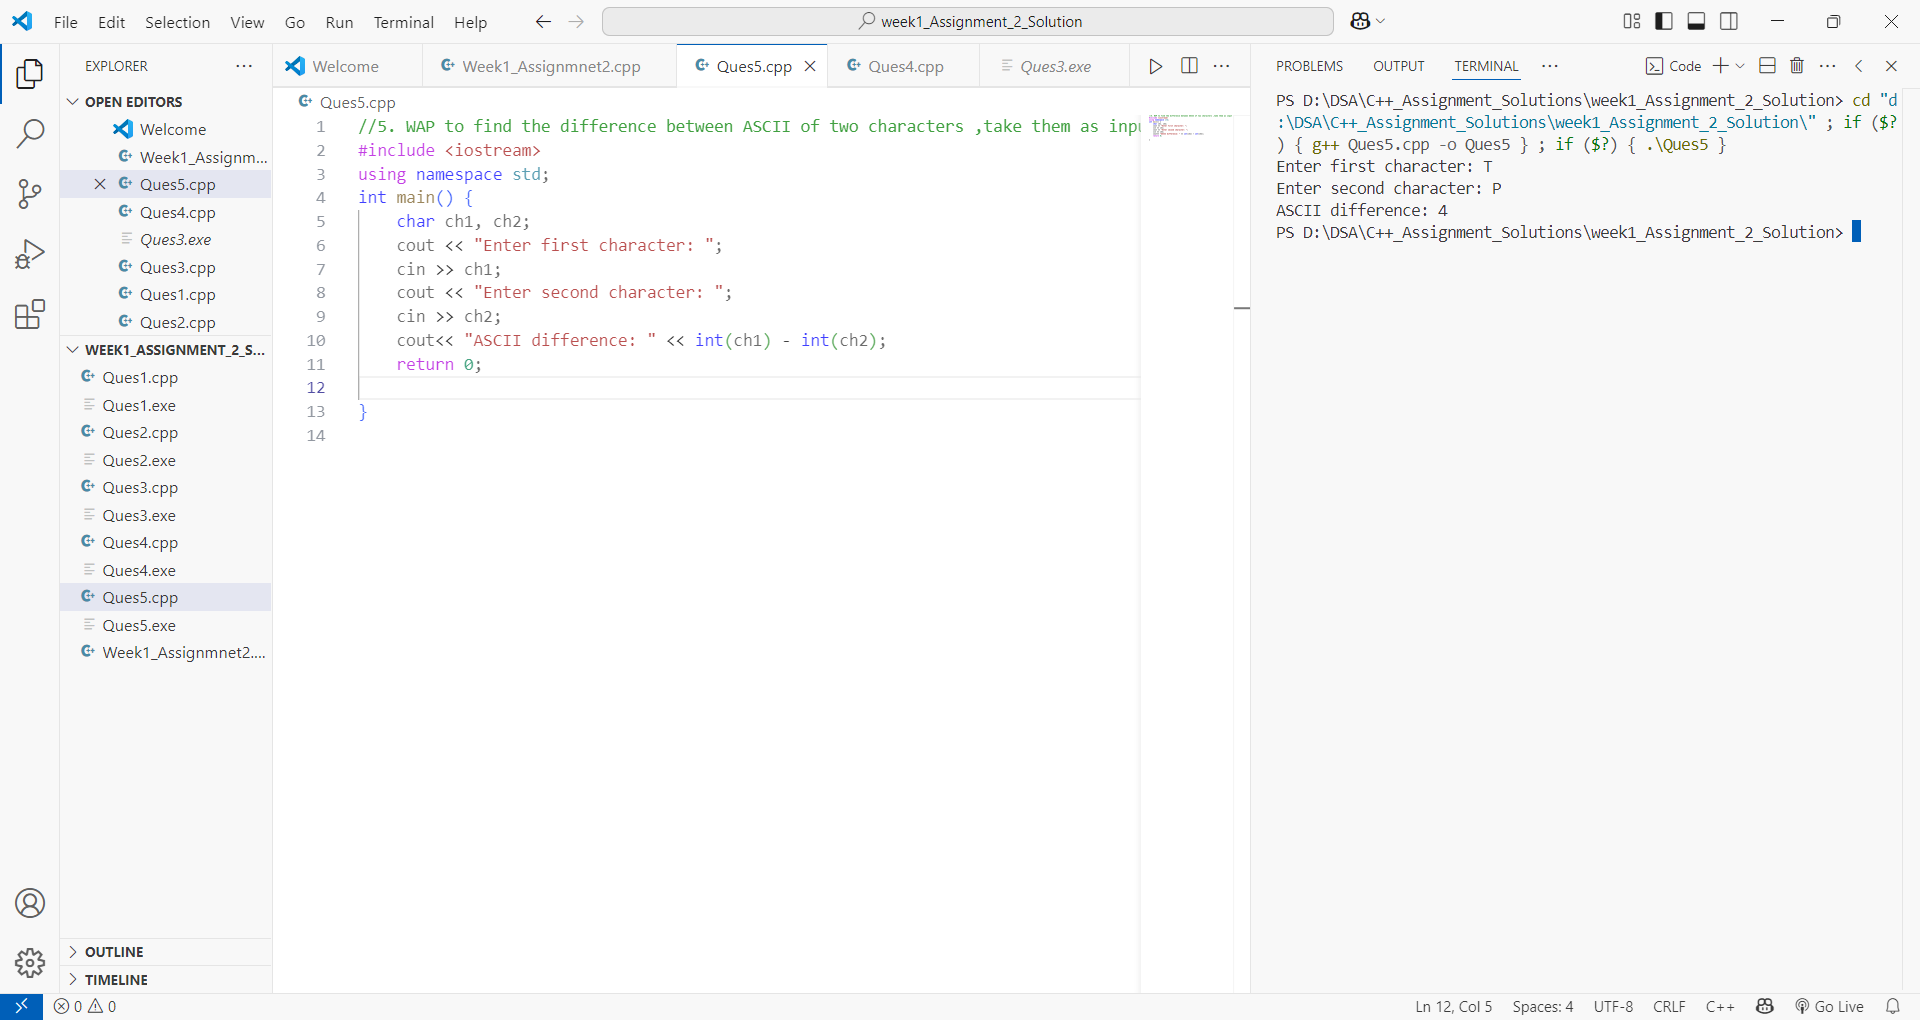 File Edit Selection View Go Run Terminal Help
week1_Assignment_2_Solution
EXPLORER
OPEN EDITORS
Welcome
Week1_Assignm...
Ques5.cpp
Ques4.cpp
Ques3.exe
Ques3.cpp
Ques1.cpp
Ques2.cpp
WEEK1_ASSIGNMENT_2_S...
Ques1.cpp
Ques1.exe
Ques2.cpp
Ques2.exe
Ques3.cpp
Ques3.exe
Ques4.cpp
Ques4.exe
Ques5.cpp
Ques5.exe
Week1_Assignmnet2....
OUTLINE
TIMELINE
Welcome Week1_Assignmnet2.cpp Ques5.cpp Ques4.cpp Ques3.exe
Ques5.cpp
1 //5. WAP to find the difference between ASCII of two characters ,take them as inpu
2 #include <iostream>
3 using namespace std;
4 int main() {
5 char ch1, ch2;
6 cout << "Enter first character: ";
7 cin >> ch1;
8 cout << "Enter second character: ";
9 cin >> ch2;
10 cout<< "ASCII difference: " << int(ch1) - int(ch2);
11 return 0;
12
13 }
14
PROBLEMS OUTPUT TERMINAL ... Code
PS D:\DSA\C++_Assignment_Solutions\week1_Assignment_2_Solution> cd "d
:\DSA\C++_Assignment_Solutions\week1_Assignment_2_Solution\" ; if ($?
) { g++ Ques5.cpp -o Ques5 } ; if ($?) { .\Ques5 }
Enter first character: T
Enter second character: P
ASCII difference: 4
PS D:\DSA\C++_Assignment_Solutions\week1_Assignment_2_Solution>
0 0 Ln 12, Col 5 Spaces: 4 UTF-8 CRLF C++ Go Live